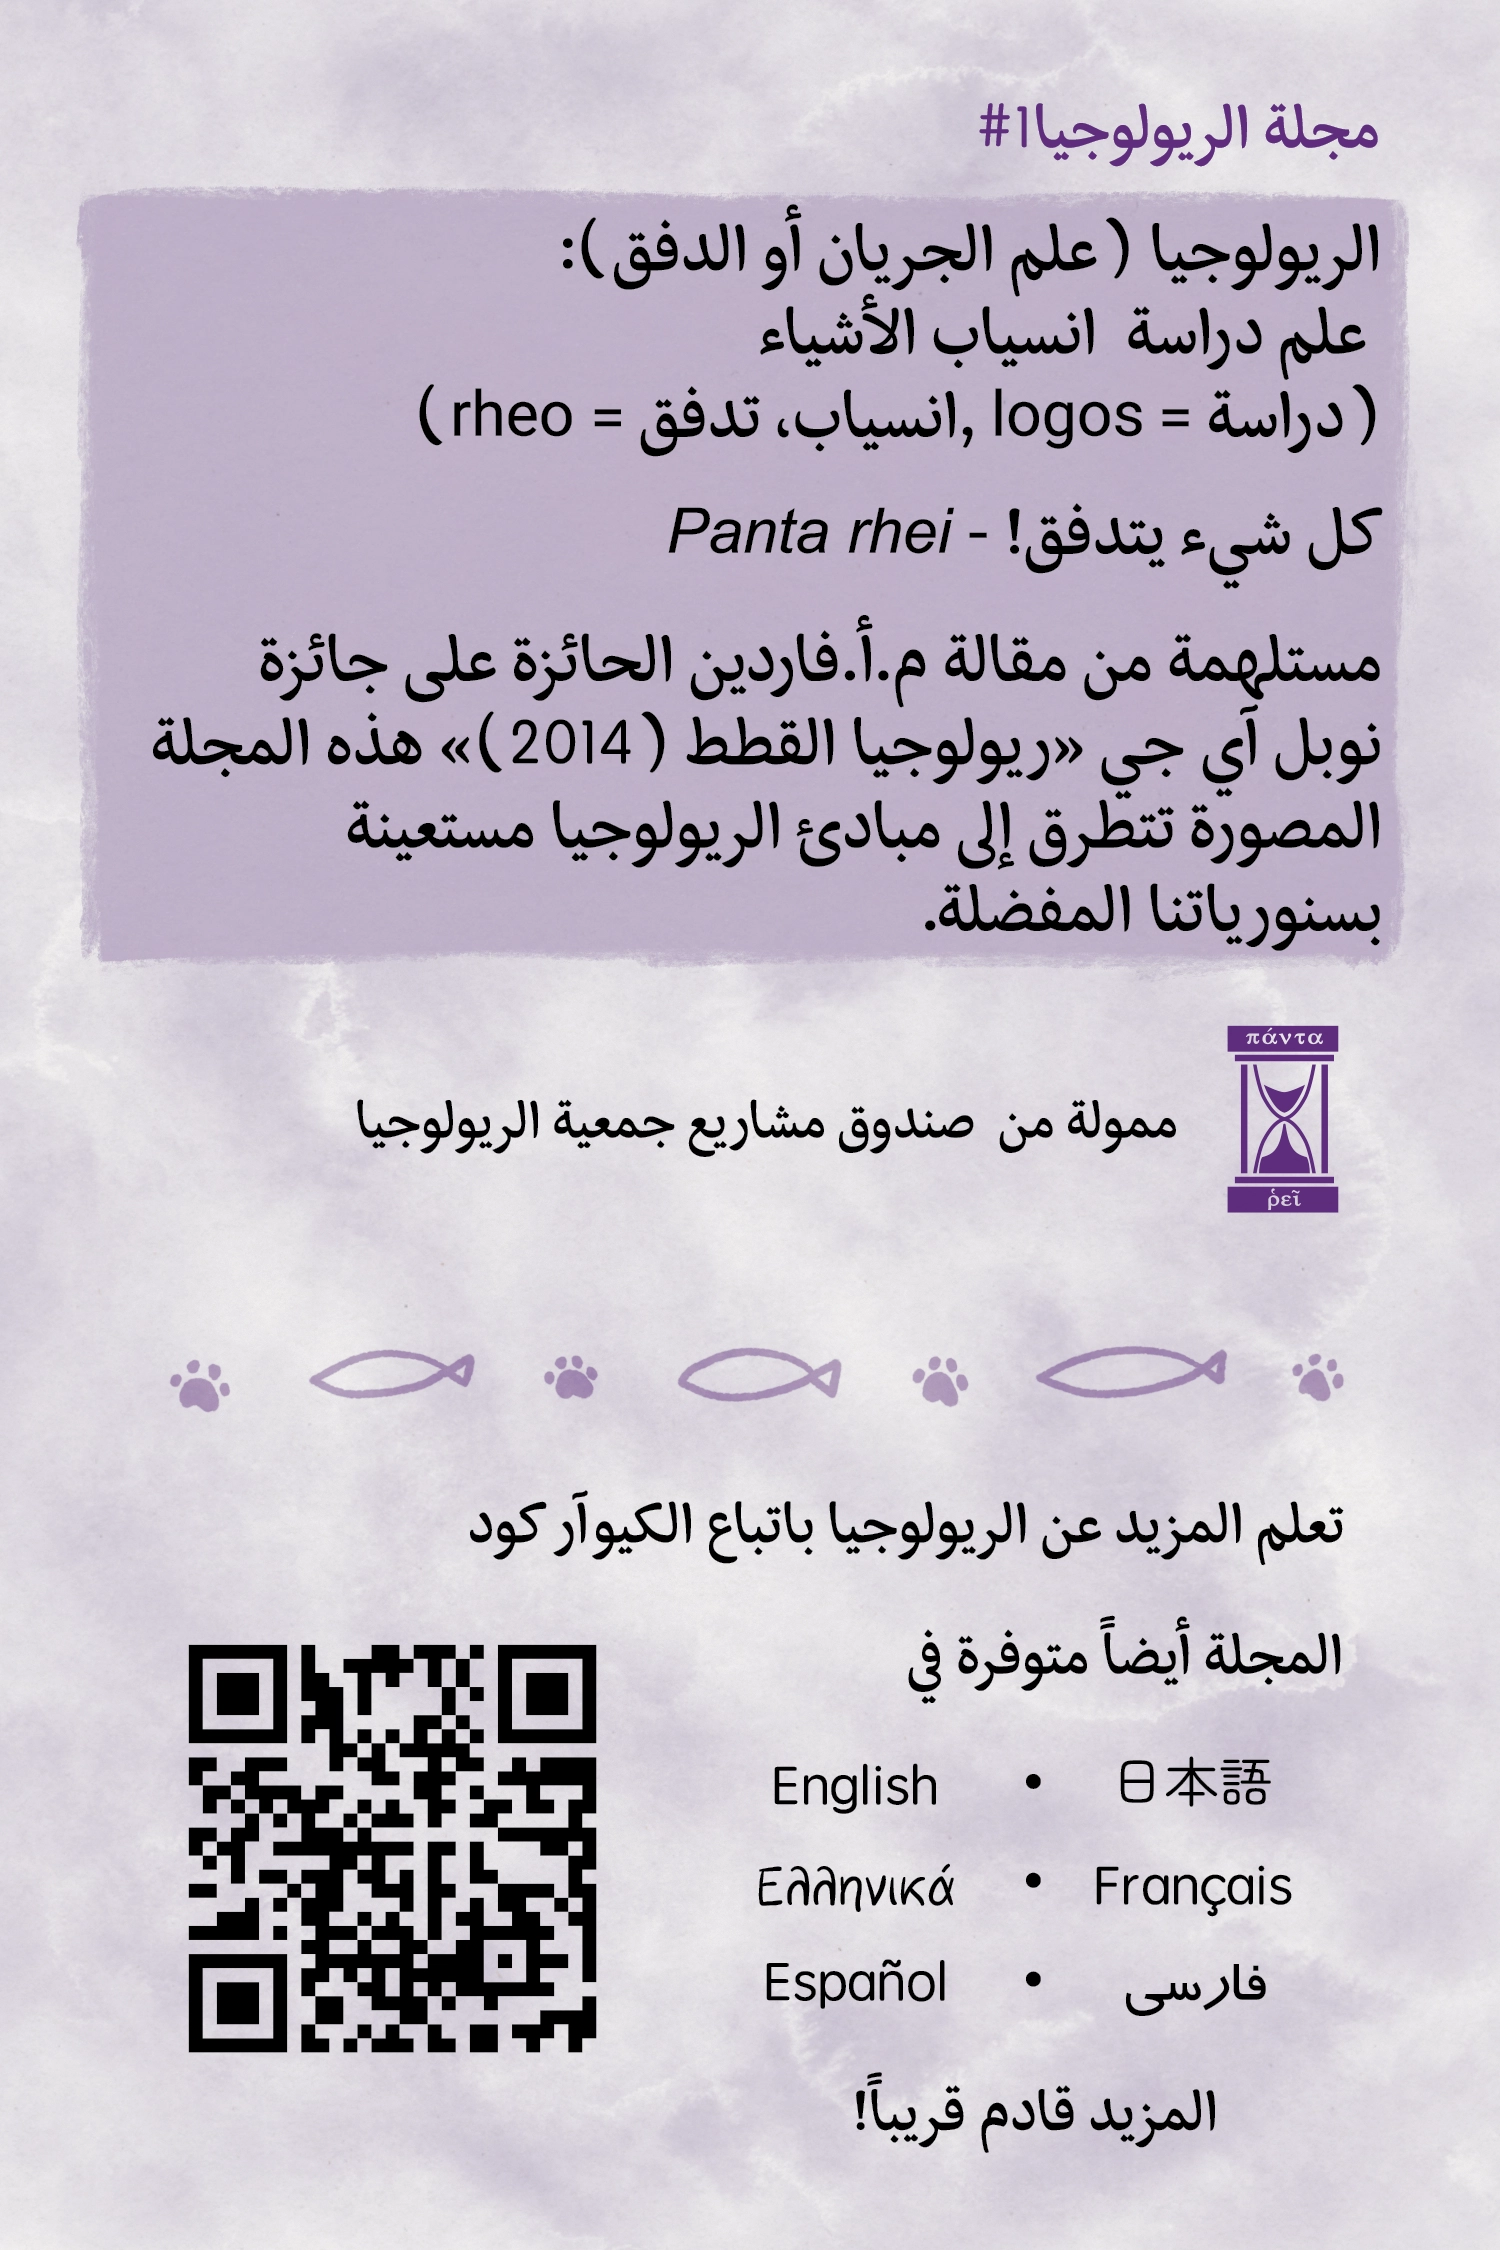 مجلة الريولوجيا1#
الريولوجيا (علم الجريان أو الدفق):
علم دراسة انسياب الأشياء
(دراسة = logos ,انسياب، تدفق = rheo)
كل شيء يتدفق! - Panta rhei
مستلهمة من مقالة م.أ.فاردين الحائزة على جائزة
نوبل آي جي «ريولوجيا القطط (2014)» هذه المجلة
المصورة تتطرق إلى مبادئ الريولوجيا مستعينة
بسنورياتنا المفضلة.
πάντα
ممولة من صندوق مشاريع جمعية الريولوجيا
ῥεῖ
تعلم المزيد عن الريولوجيا باتباع الكيوآر كود
المجلة أيضاً متوفرة في
日本語 • English
Français • Ελληνικά
فارسی • Español
المزيد قادم قريباً!